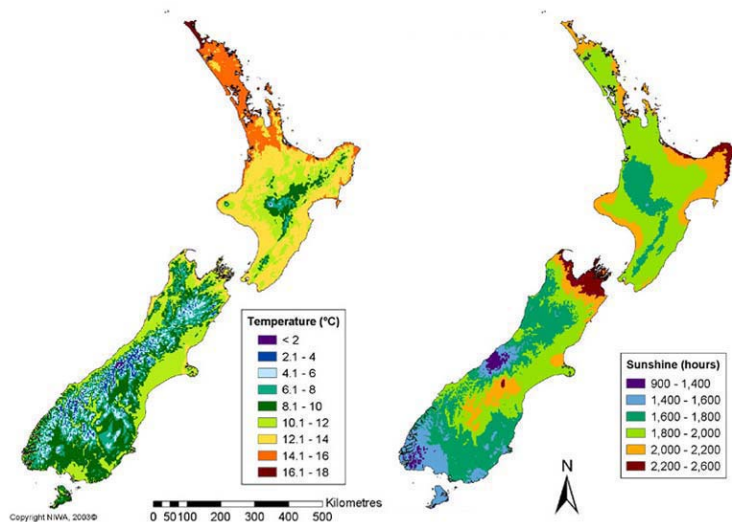 Temperature (°C)
< 2
2.1 - 4
4.1 - 6
6.1 - 8
8.1 - 10
10.1 - 12
12.1 - 14
14.1 - 16
16.1 - 18
Sunshine (hours)
900 - 1,400
1,400 - 1,600
1,600 - 1,800
1,800 - 2,000
2,000 - 2,200
2,200 - 2,600
N
Kilometres
0 50 100 200 300 400 500
Copyright NIWA, 2003©